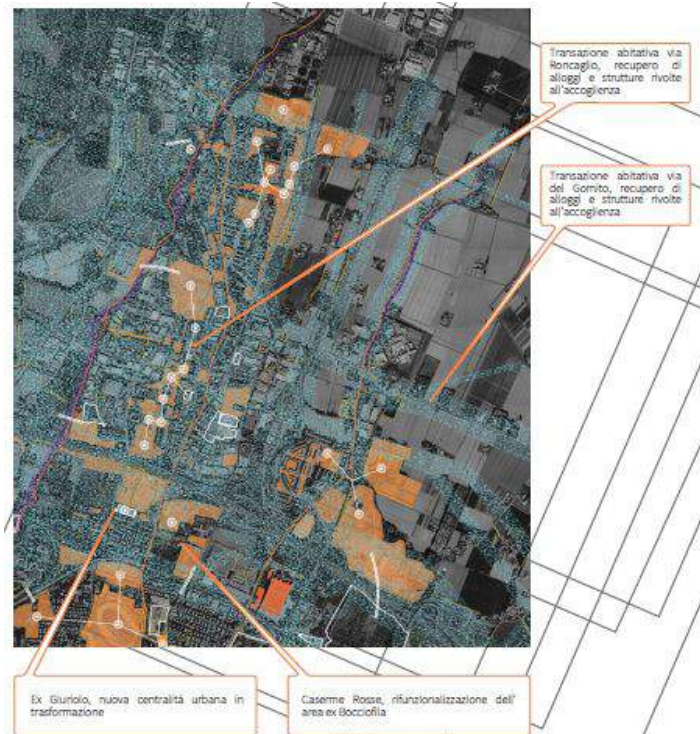 Transazione abitativa via
Roncaglio, recupero di
alloggi e strutture rivolte
all'accoglienza
Transazione abitativa via
del Gomito, recupero di
alloggi e strutture rivolte
all'accoglienza
Ex Giuriolo, nuova centralità urbana in
trasformazione
Caserme Rosse, rifunzionalizzazione dell'
area ex Bocciofila